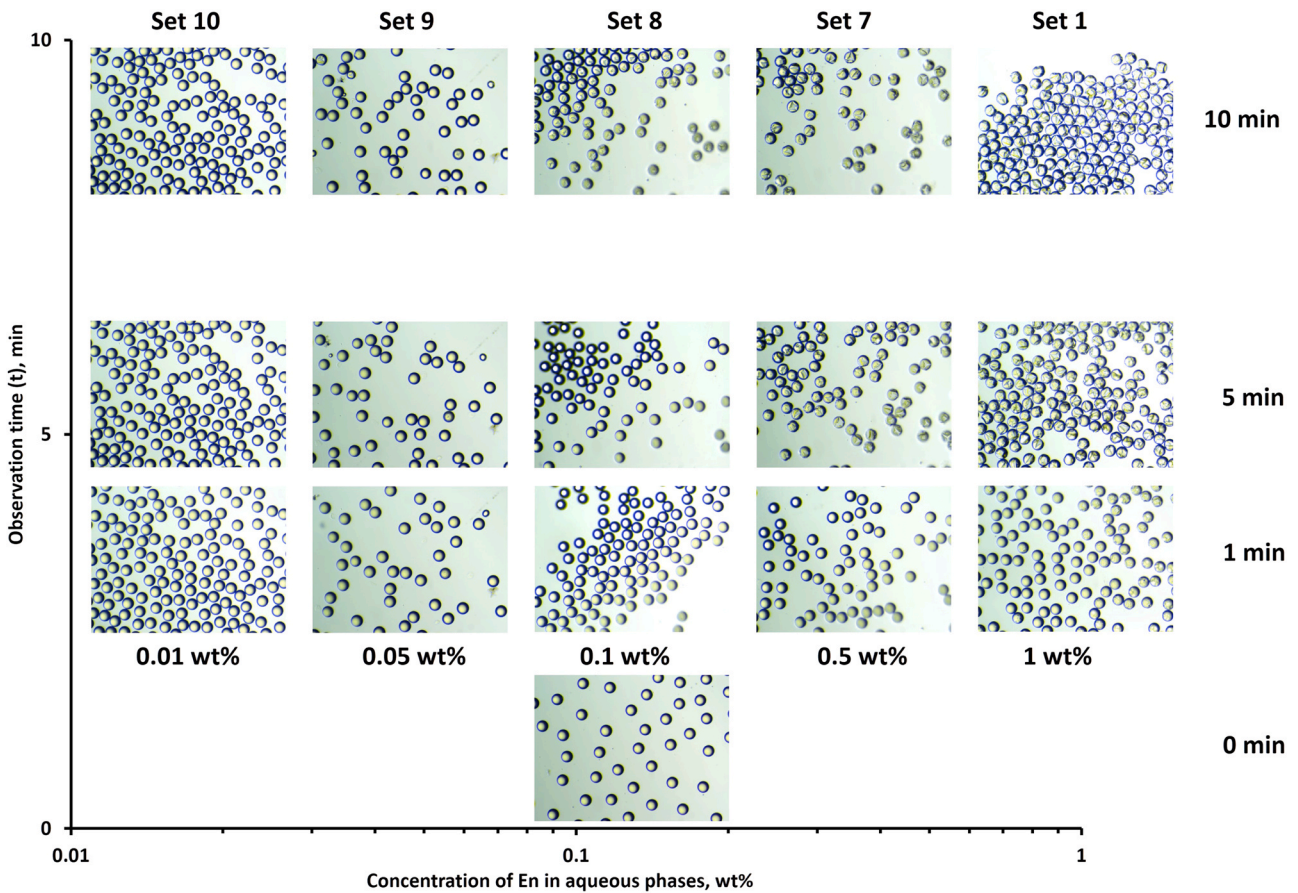 Set 10
Set 9
Set 8
Set 7
Set 1
10
10 min
Observation time (t), min
5 min
5
1 min
0.01 wt%
0.05 wt%
0.1 wt%
0.5 wt%
1 wt%
0 min
0
0.01
0.1
1
Concentration of En in aqueous phases, wt%